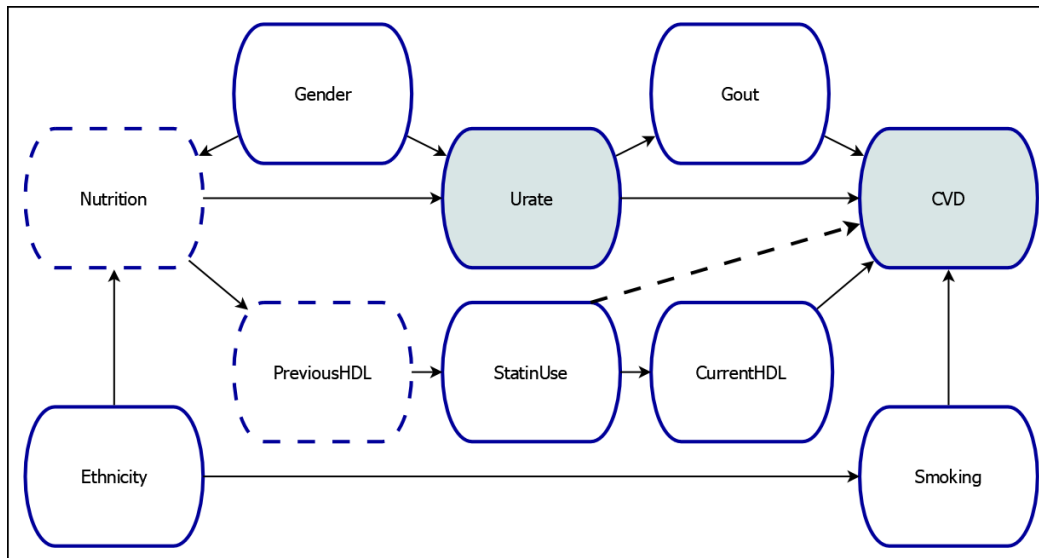 Gender
Gout
Nutrition
Urate
CVD
PreviousHDL
StatinUse
CurrentHDL
Ethnicity
Smoking